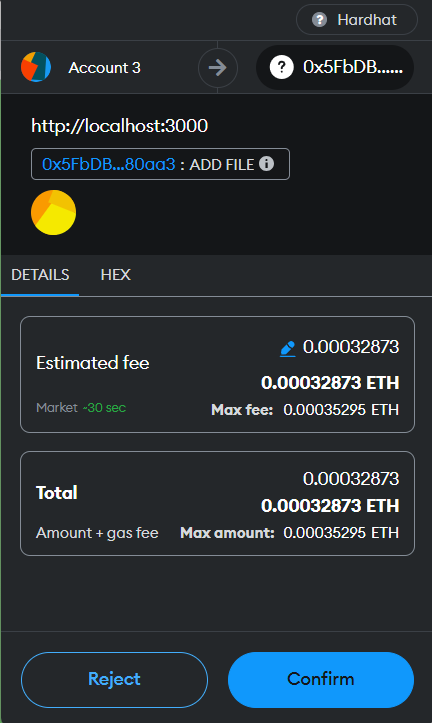 ? Hardhat
Account 3
? 0x5FbDB......
http://localhost:3000
0x5FbDB...80aa3 : ADD FILE i
DETAILS HEX
0.00032873
Estimated fee
0.00032873 ETH
Market ~30 sec Max fee: 0.00035295 ETH
0.00032873
Total
0.00032873 ETH
Amount + gas fee Max amount: 0.00035295 ETH
Reject Confirm